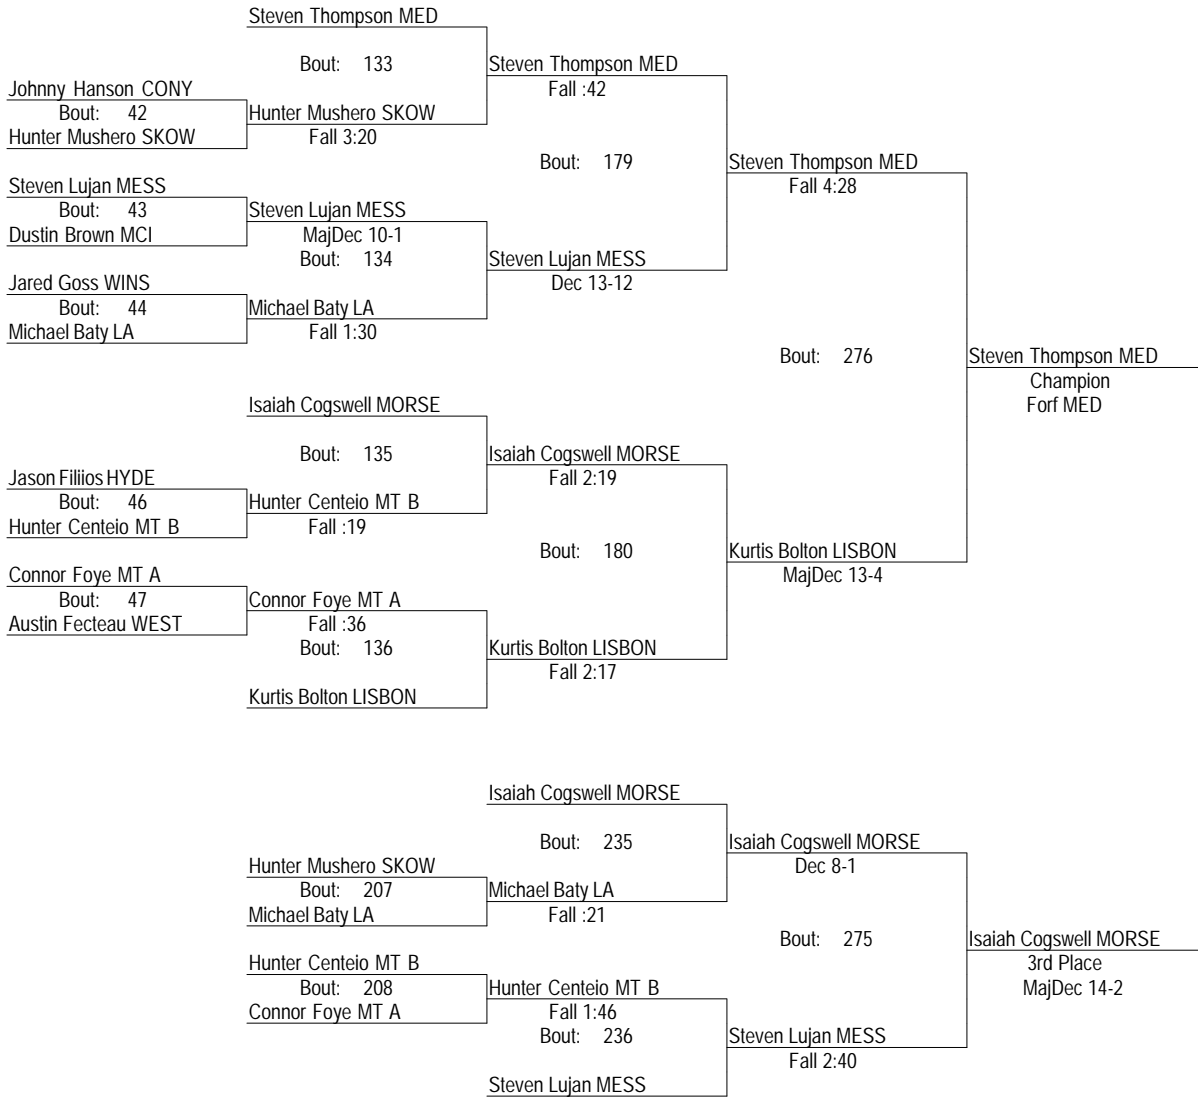 Steven Thompson MED
Bout: 133
Steven Thompson MED
Fall :42
Johnny Hanson CONY
Bout: 42
Hunter Mushero SKOW
Hunter Mushero SKOW
Fall 3:20
Bout: 179
Steven Thompson MED
Fall 4:28
Steven Lujan MESS
Bout: 43
Dustin Brown MCI
Steven Lujan MESS
MajDec 10-1
Bout: 134
Steven Lujan MESS
Dec 13-12
Jared Goss WINS
Bout: 44
Michael Baty LA
Michael Baty LA
Fall 1:30
Bout: 276
Steven Thompson MED
Champion
Forf MED
Isaiah Cogswell MORSE
Bout: 135
Isaiah Cogswell MORSE
Fall 2:19
Jason Filiios HYDE
Bout: 46
Hunter Centeio MT B
Hunter Centeio MT B
Fall :19
Bout: 180
Kurtis Bolton LISBON
MajDec 13-4
Connor Foye MT A
Bout: 47
Austin Fecteau WEST
Connor Foye MT A
Fall :36
Bout: 136
Kurtis Bolton LISBON
Fall 2:17
Kurtis Bolton LISBON
Isaiah Cogswell MORSE
Bout: 235
Isaiah Cogswell MORSE
Dec 8-1
Hunter Mushero SKOW
Bout: 207
Michael Baty LA
Michael Baty LA
Fall :21
Bout: 275
Isaiah Cogswell MORSE
3rd Place
MajDec 14-2
Hunter Centeio MT B
Bout: 208
Connor Foye MT A
Hunter Centeio MT B
Fall 1:46
Bout: 236
Steven Lujan MESS
Fall 2:40
Steven Lujan MESS